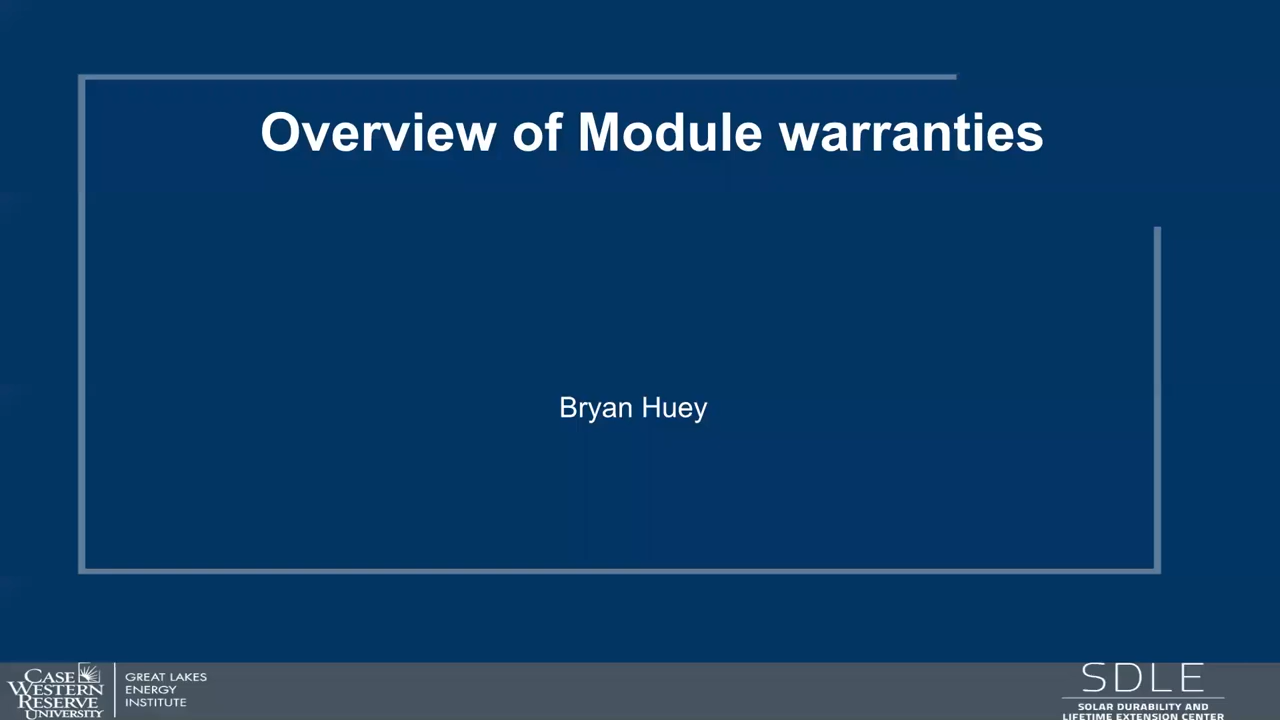 Overview of Module warranties
Bryan Huey
CASE
WESTERN
RESERVE
UNIVERSITY
GREAT LAKES
ENERGY
INSTITUTE
SDLE
SOLAR DURABILITY AND
LIFETIME EXTENSION CENTER